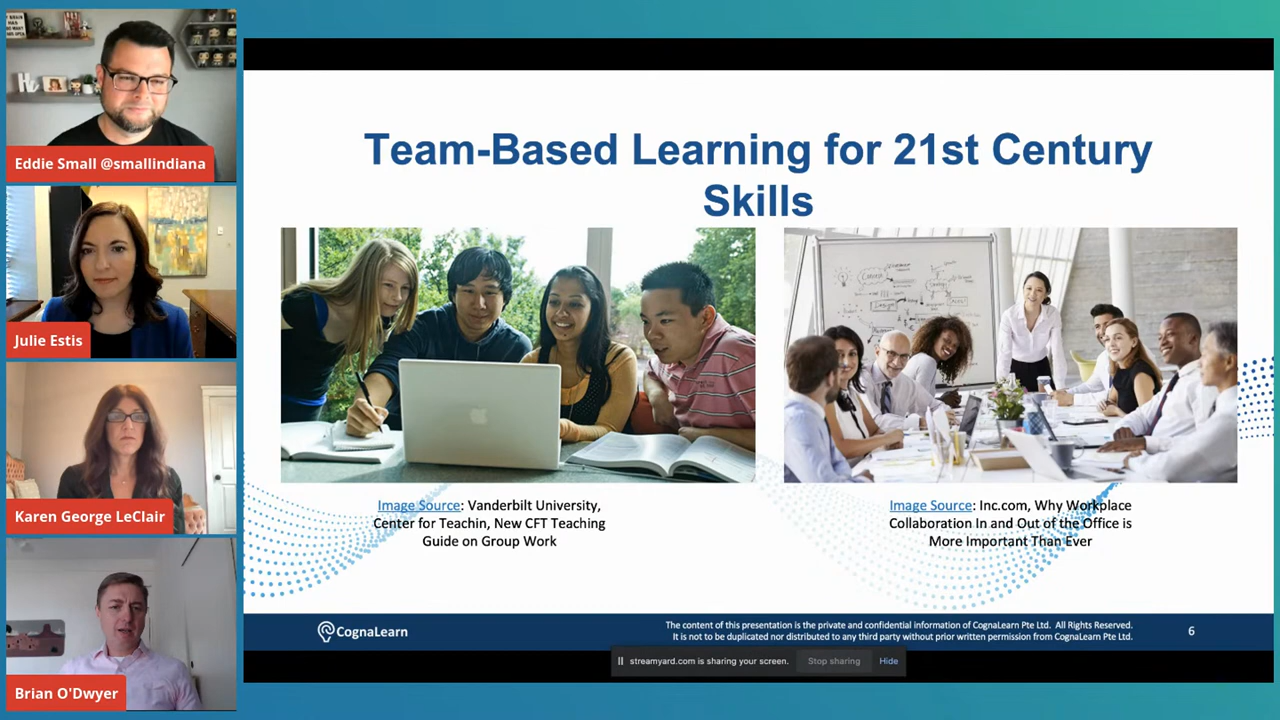 Eddie Small @smallindiana
Julie Estis
Karen George LeClair
Brian O'Dwyer
Team-Based Learning for 21st Century
Skills
Image Source: Vanderbilt University,
Center for Teachin, New CFT Teaching
Guide on Group Work
Image Source: Inc.com, Why Workplace
Collaboration In and Out of the Office is
More Important Than Ever
CognaLearn
The content of this presentation is the private and confidential information of CognaLearn Pte Ltd. All Rights Reserved.
It is not to be duplicated nor distributed to any third party without prior written permission from CognaLearn Pte Ltd.
6
streamyard.com is sharing your screen.
Stop sharing
Hide